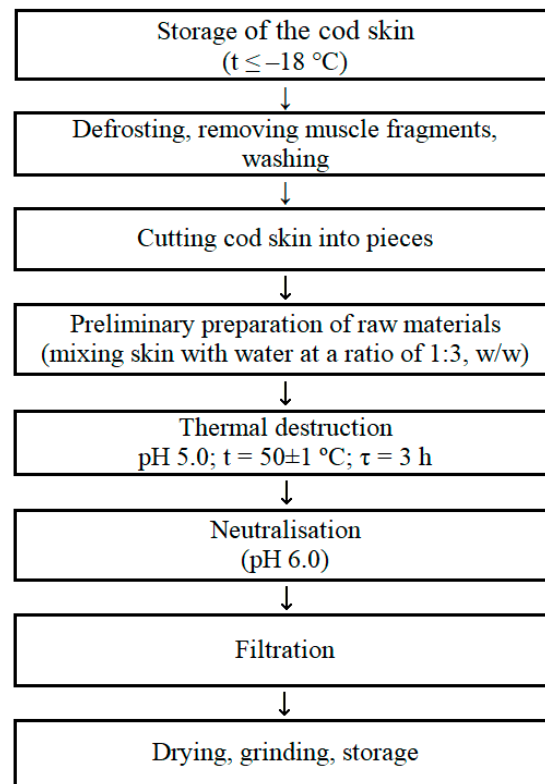 Storage of the cod skin
(t ≤ –18 °C)
↓
Defrosting, removing muscle fragments,
washing
↓
Cutting cod skin into pieces
↓
Preliminary preparation of raw materials
(mixing skin with water at a ratio of 1:3, w/w)
↓
Thermal destruction
pH 5.0; t = 50±1 ºC; τ = 3 h
↓
Neutralisation
(pH 6.0)
↓
Filtration
↓
Drying, grinding, storage